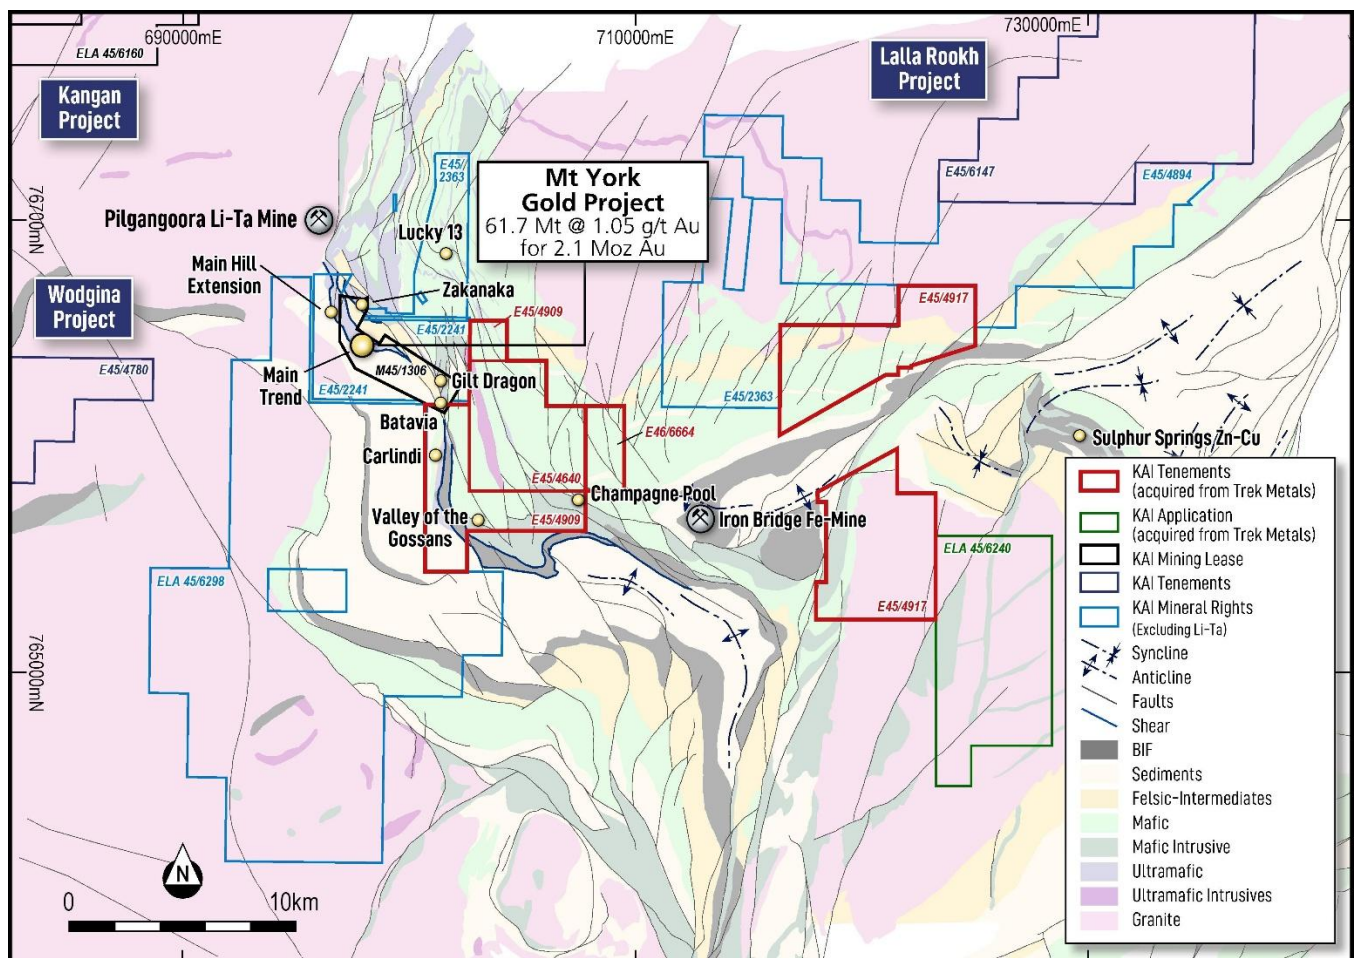 690000mE
710000mE
730000mE
ELA 45/6160
Kangan
Project
Lalla Rookh
Project
E45/
2363
E45/6147
E45/4894
Mt York
Gold Project
61.7 Mt @ 1.05 g/t Au
for 2.1 Moz Au
7670000mN
Pilgangoora Li-Ta Mine
Lucky 13
Main Hill
Extension
Zakanaka
Wodgina
Project
E45/4909
E45/4917
E45/2241
E45/4780
M45/1306
Main
Trend
E45/2241
Gilt Dragon
E45/2363
Batavia
E46/6664
Sulphur Springs Zn-Cu
Carlindi
E45/4640
Champagne Pool
Valley of the
Gossans
E45/4909
Iron Bridge Fe-Mine
ELA 45/6240
ELA 45/6298
E45/4917
7650000mN
KAI Tenements
(acquired from Trek Metals)
KAI Application
(acquired from Trek Metals)
KAI Mining Lease
KAI Tenements
KAI Mineral Rights
(Excluding Li-Ta)
Syncline
Anticline
Faults
Shear
BIF
Sediments
Felsic-Intermediates
Mafic
Mafic Intrusive
Ultramafic
Ultramafic Intrusives
Granite
N
0
10km